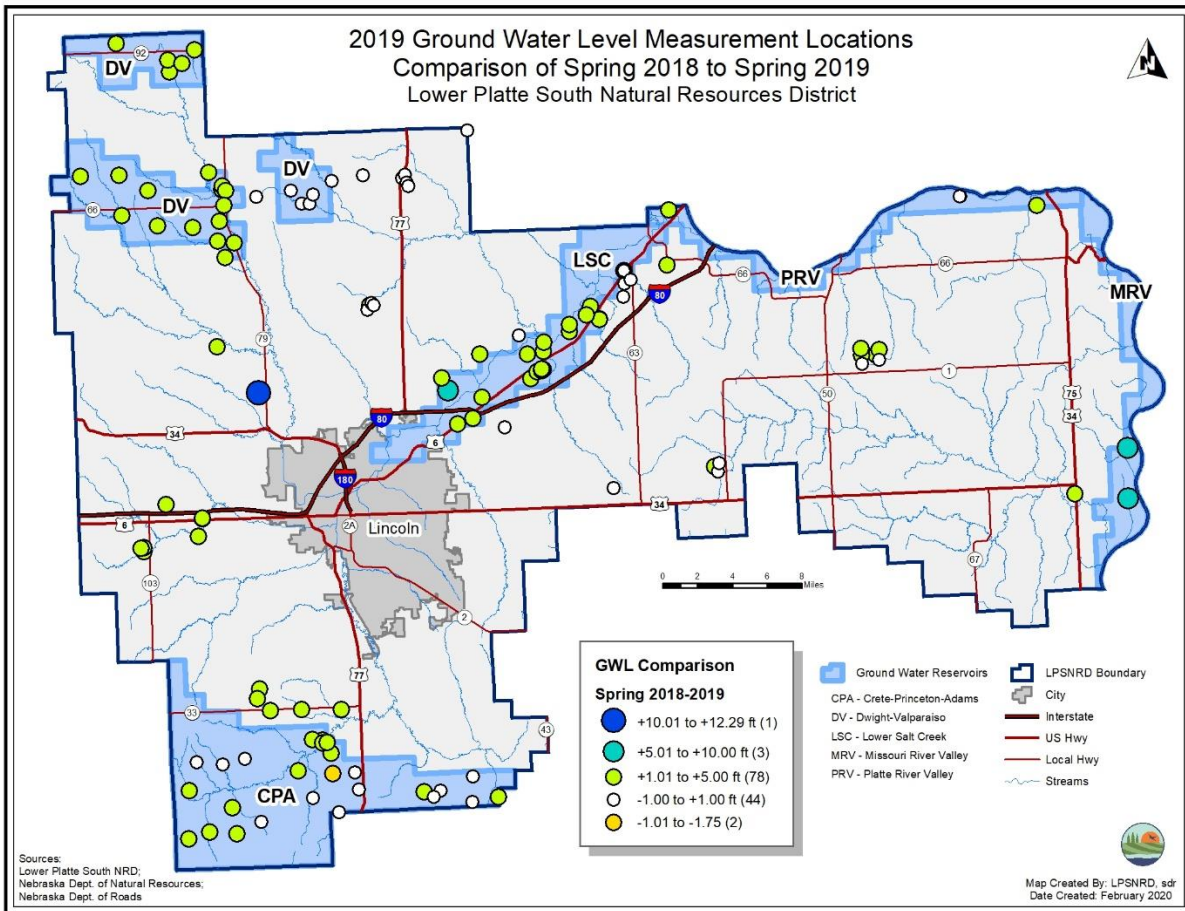 2019 Ground Water Level Measurement Locations
Comparison of Spring 2018 to Spring 2019
Lower Platte South Natural Resources District
N
92
DV
DV
DV
66
77
79
LSC
80
66
PRV
66
MRV
63
1
50
75
34
34
80
6
180
6
2A
Lincoln
34
103
2
67
77
33
43
CPA
0 2 4 6 8
Miles
GWL Comparison
Spring 2018-2019
+10.01 to +12.29 ft (1)
+5.01 to +10.00 ft (3)
+1.01 to +5.00 ft (78)
-1.00 to +1.00 ft (44)
-1.01 to -1.75 (2)
Ground Water Reservoirs
CPA - Crete-Princeton-Adams
DV - Dwight-Valparaiso
LSC - Lower Salt Creek
MRV - Missouri River Valley
PRV - Platte River Valley
LPSNRD Boundary
City
Interstate
US Hwy
Local Hwy
Streams
Sources:
Lower Platte South NRD;
Nebraska Dept. of Natural Resources;
Nebraska Dept. of Roads
Map Created By: LPSNRD, sdr
Date Created: February 2020